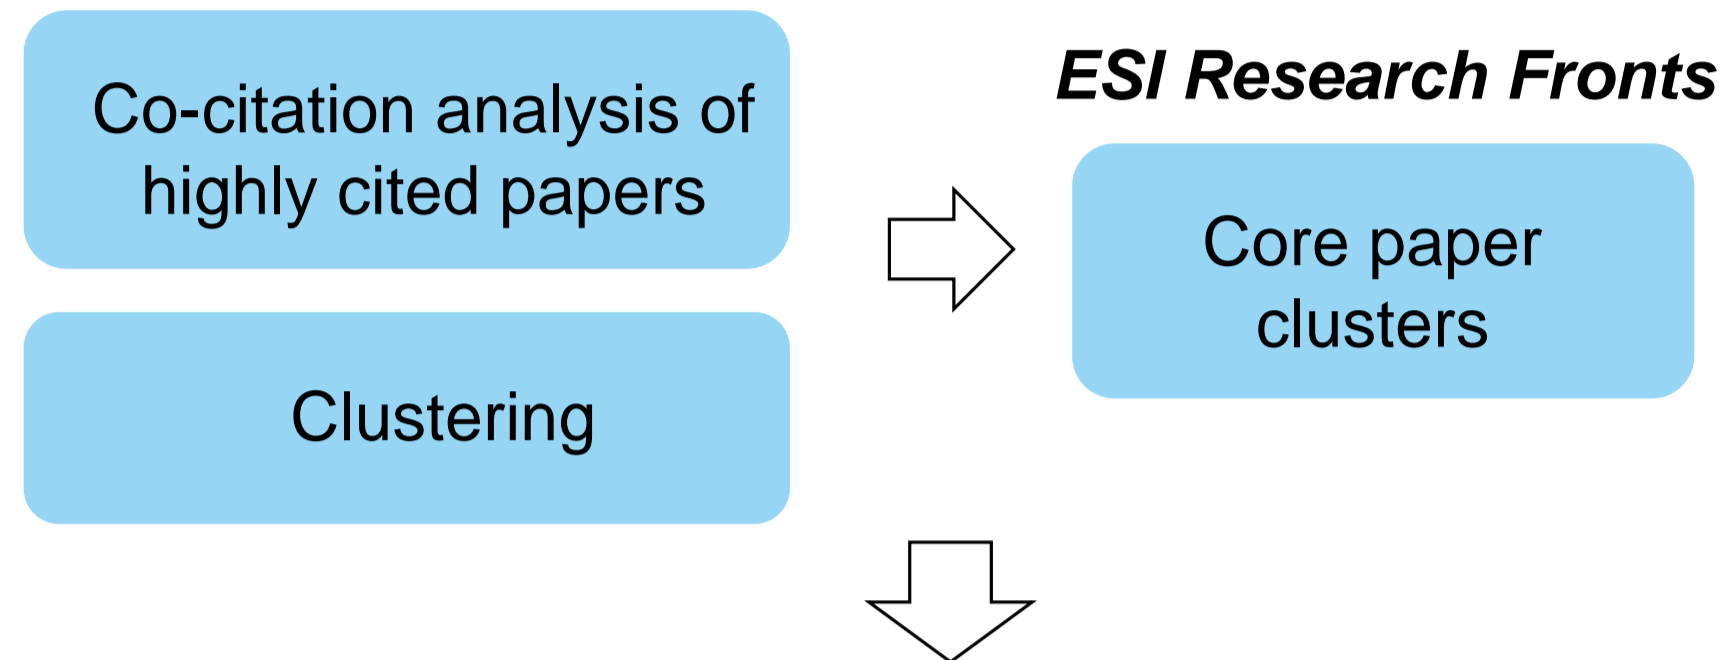 Co-citation analysis of
highly cited papers
Clustering
ESI Research Fronts
Core paper
clusters